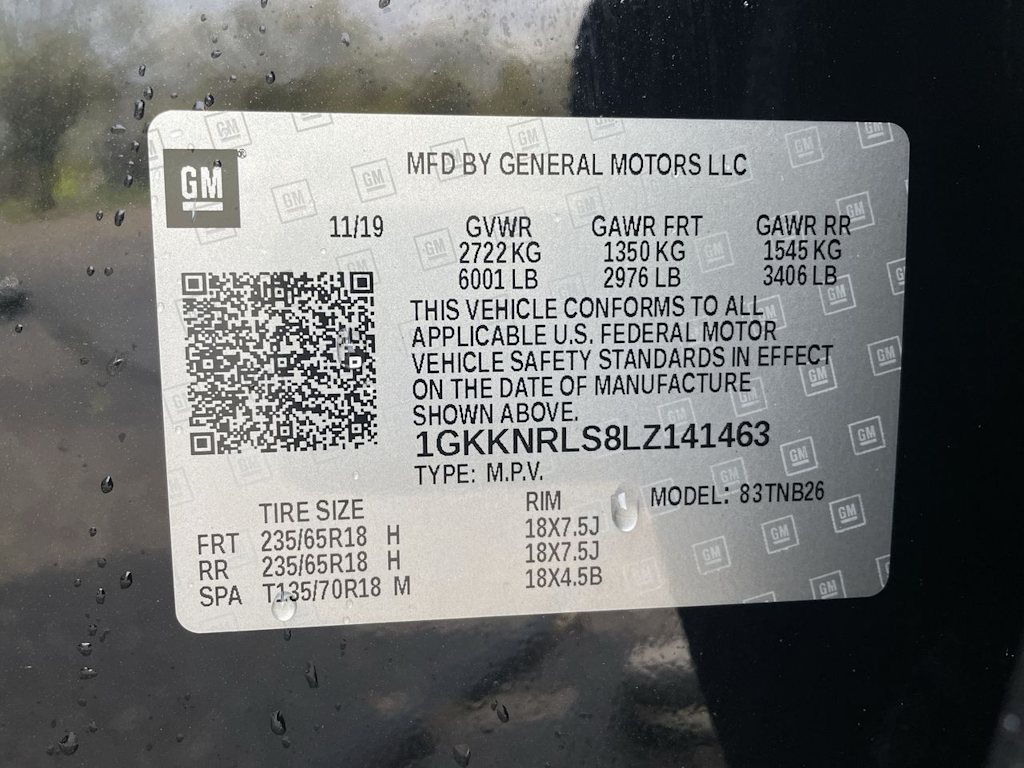 GM
MFD BY GENERAL MOTORS LLC
11/19 GVWR GAWR FRT GAWR RR
2722 KG 1350 KG 1545 KG
6001 LB 2976 LB 3406 LB
THIS VEHICLE CONFORMS TO ALL
APPLICABLE U.S. FEDERAL MOTOR
VEHICLE SAFETY STANDARDS IN EFFECT
ON THE DATE OF MANUFACTURE
SHOWN ABOVE.
1GKKNRLS8LZ141463
TYPE: M.P.V. MODEL: 83TNB26
TIRE SIZE RIM
FRT 235/65R18 H 18X7.5J
RR 235/65R18 H 18X7.5J
SPA T135/70R18 M 18X4.5B